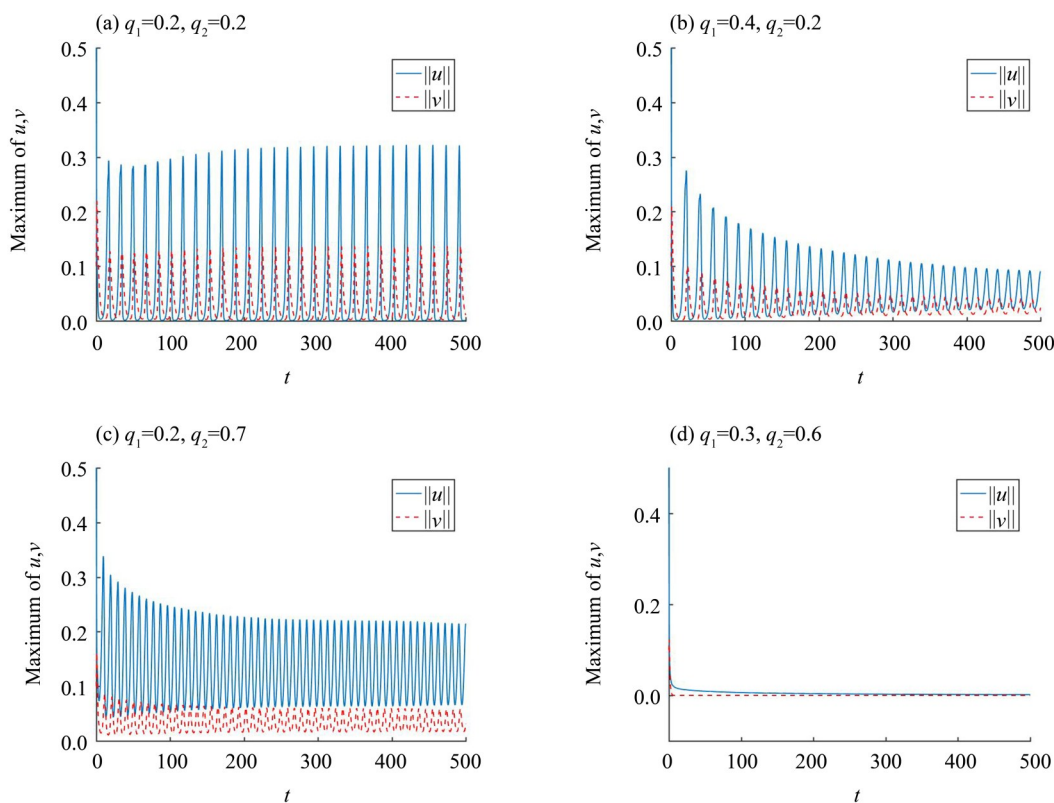 (a) q₁=0.2, q₂=0.2
0.5
0.4
0.3
0.2
0.1
0.0
Maximum of u,v
||u||
||v||
0 100 200 300 400 500
t
(b) q₁=0.4, q₂=0.2
0.5
0.4
0.3
0.2
0.1
0.0
Maximum of u,v
||u||
||v||
0 100 200 300 400 500
t
(c) q₁=0.2, q₂=0.7
0.5
0.4
0.3
0.2
0.1
0.0
Maximum of u,v
||u||
||v||
0 100 200 300 400 500
t
(d) q₁=0.3, q₂=0.6
0.4
0.2
0.0
Maximum of u,v
||u||
||v||
0 100 200 300 400 500
t